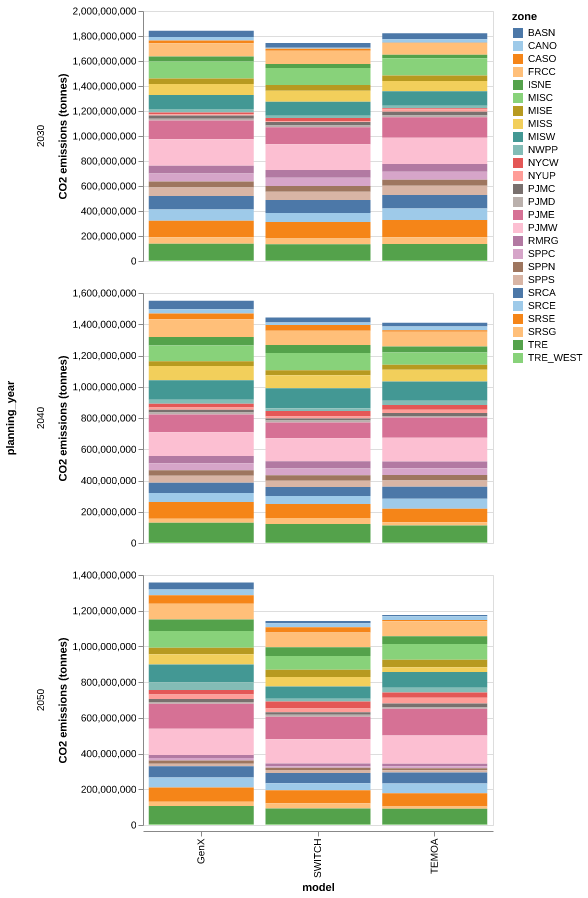 zone
BASN
CANO
CASO
FRCC
ISNE
MISC
MISE
MISS
MISW
NWPP
NYCW
NYUP
PJMC
PJMD
PJME
PJMW
RMRG
SPPC
SPPN
SPPS
SRCA
SRCE
SRSE
SRSG
TRE
TRE_WEST
planning_year
2030
CO2 emissions (tonnes)
2,000,000,000
1,800,000,000
1,600,000,000
1,400,000,000
1,200,000,000
1,000,000,000
800,000,000
600,000,000
400,000,000
200,000,000
0
2040
CO2 emissions (tonnes)
1,600,000,000
1,400,000,000
1,200,000,000
1,000,000,000
800,000,000
600,000,000
400,000,000
200,000,000
0
2050
CO2 emissions (tonnes)
1,400,000,000
1,200,000,000
1,000,000,000
800,000,000
600,000,000
400,000,000
200,000,000
0
GenX
SWITCH
TEMOA
model